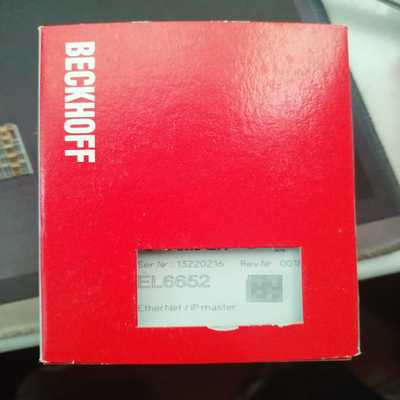 BECKHOFF
Ser.Nr.: 13220216 Rev.Nr. 0018
EL6652
EtherNet / IP master